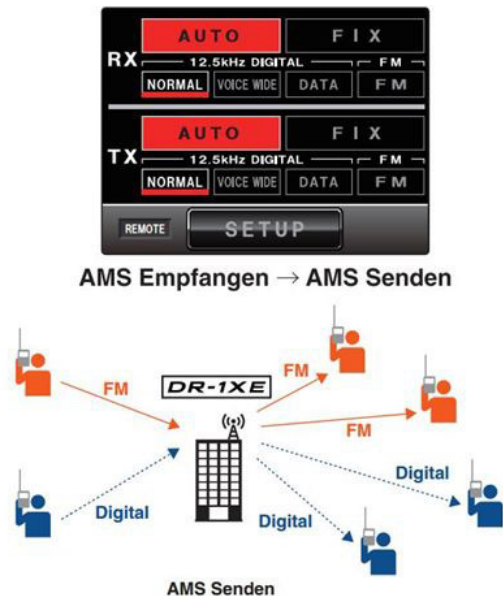 AUTO FIX
RX 12.5kHz DIGITAL FM
NORMAL VOICE WIDE DATA FM
AUTO FIX
TX 12.5kHz DIGITAL FM
NORMAL VOICE WIDE DATA FM
REMOTE SETUP
AMS Empfangen → AMS Senden
DR-1XE
FM
FM
FM
Digital
Digital
Digital
AMS Senden